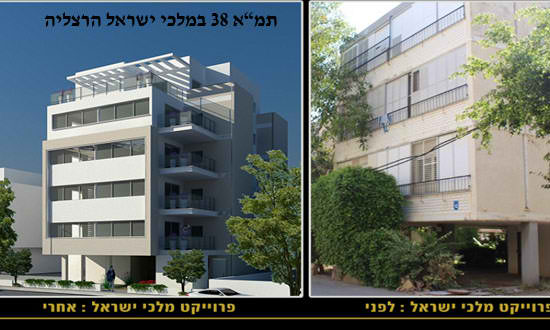 תמ״א 38 במלכי ישראל הרצליה
פרוייקט מלכי ישראל : לפני
פרוייקט מלכי ישראל : אחרי